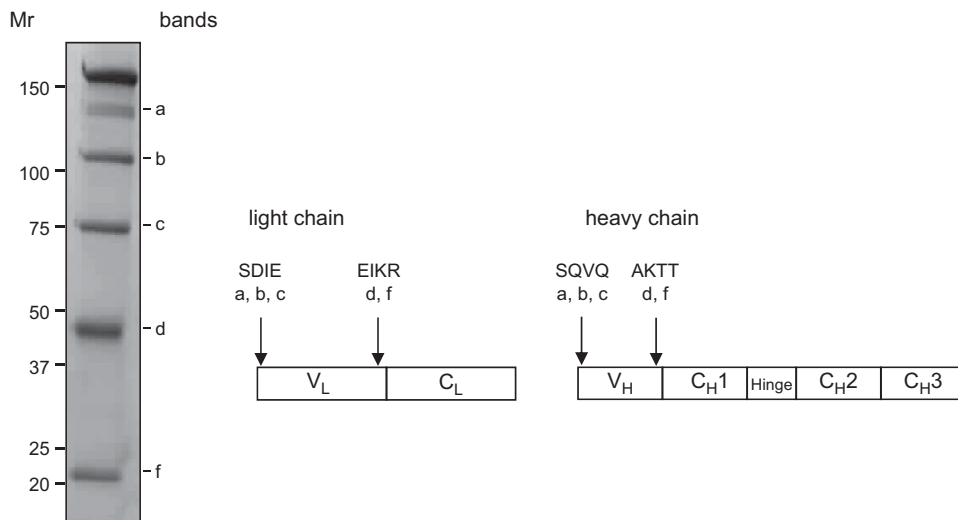 Mr bands
150
a
b
100
75
c
50
d
37
25
f
20
light chain
SDIE EIKR
a, b, c d, f
VL CL
heavy chain
SQVQ AKTT
a, b, c d, f
VH CH1 Hinge CH2 CH3